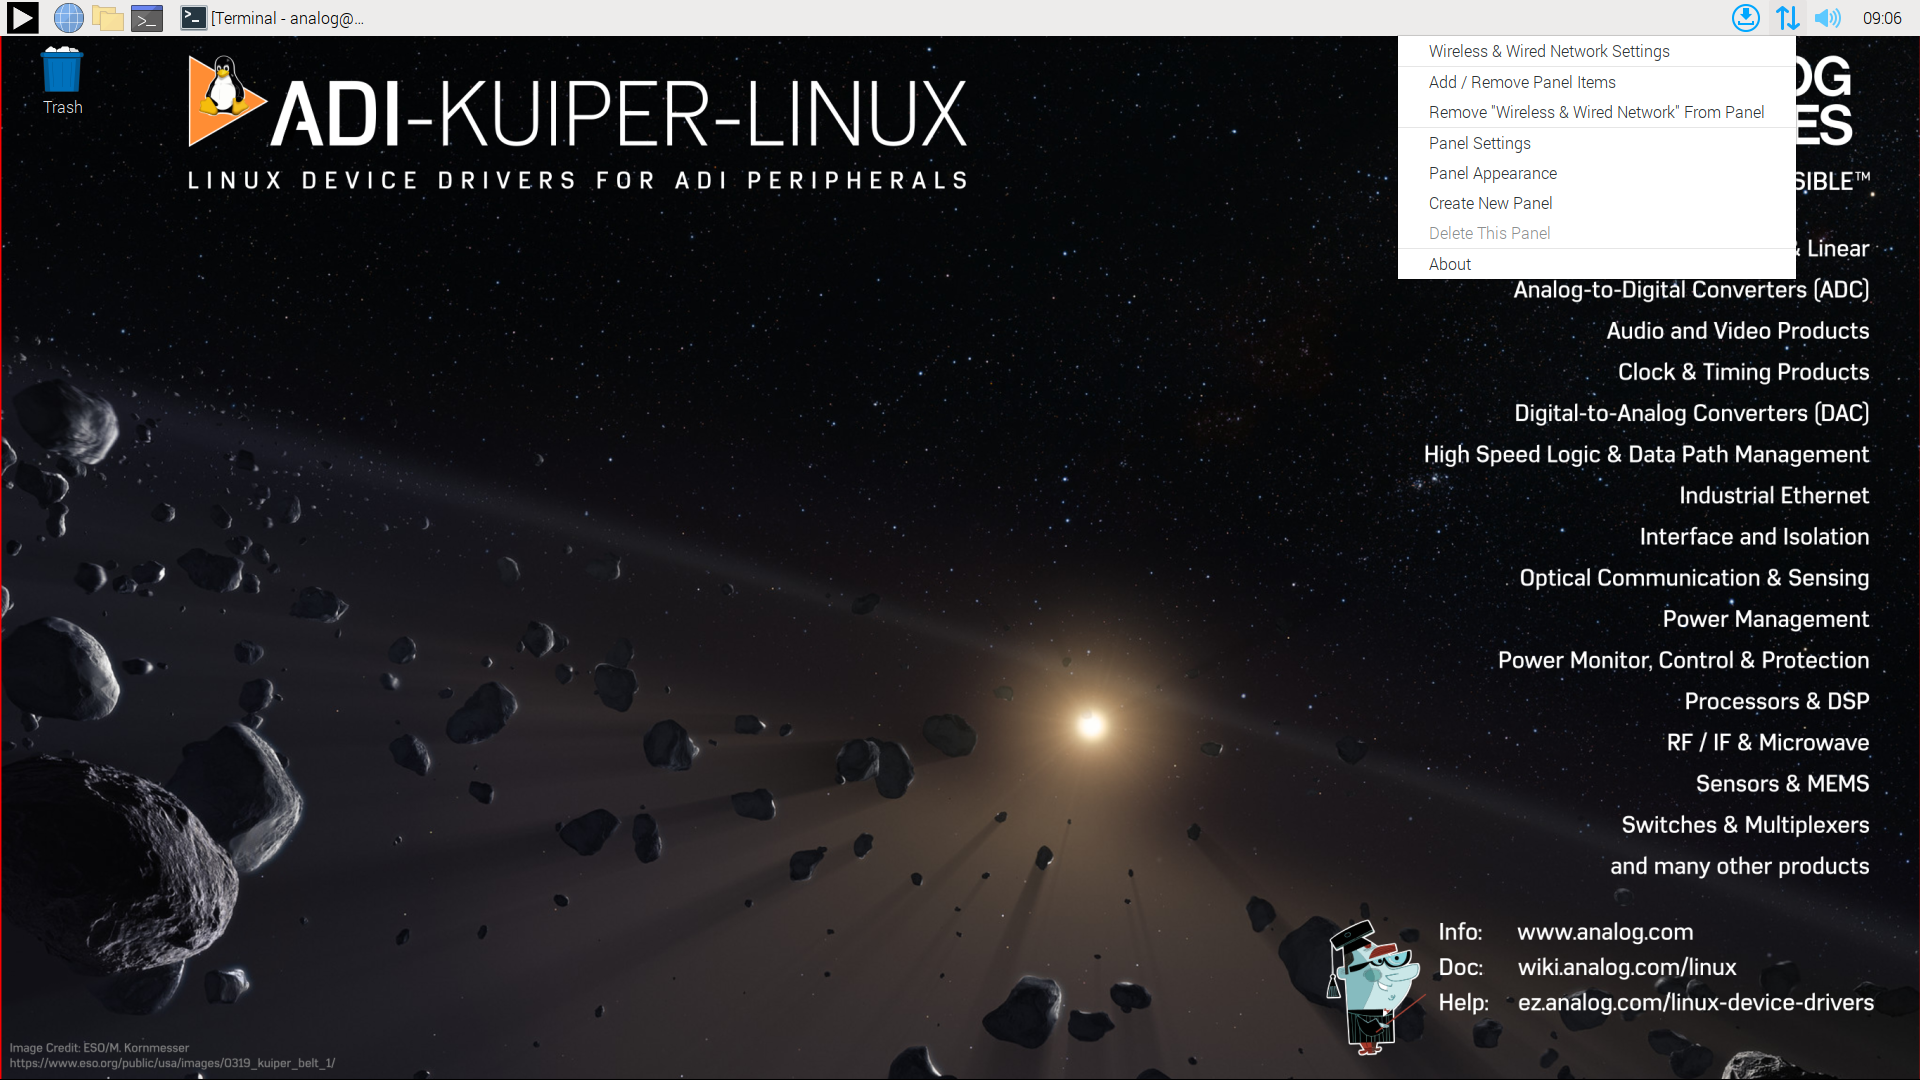 [Terminal - analog@...
09:06
Wireless & Wired Network Settings
Add / Remove Panel Items
Remove "Wireless & Wired Network" From Panel
Panel Settings
Panel Appearance
Create New Panel
Delete This Panel
About
Trash
ADI-KUIPER-LINUX
LINUX DEVICE DRIVERS FOR ADI PERIPHERALS
OG
ES
SIBLE™
& Linear
Analog-to-Digital Converters (ADC)
Audio and Video Products
Clock & Timing Products
Digital-to-Analog Converters (DAC)
High Speed Logic & Data Path Management
Industrial Ethernet
Interface and Isolation
Optical Communication & Sensing
Power Management
Power Monitor, Control & Protection
Processors & DSP
RF / IF & Microwave
Sensors & MEMS
Switches & Multiplexers
and many other products
Info: www.analog.com
Doc: wiki.analog.com/linux
Help: ez.analog.com/linux-device-drivers
Image Credit: ESO/M. Kornmesser
https://www.eso.org/public/usa/images/0319_kuiper_belt_1/